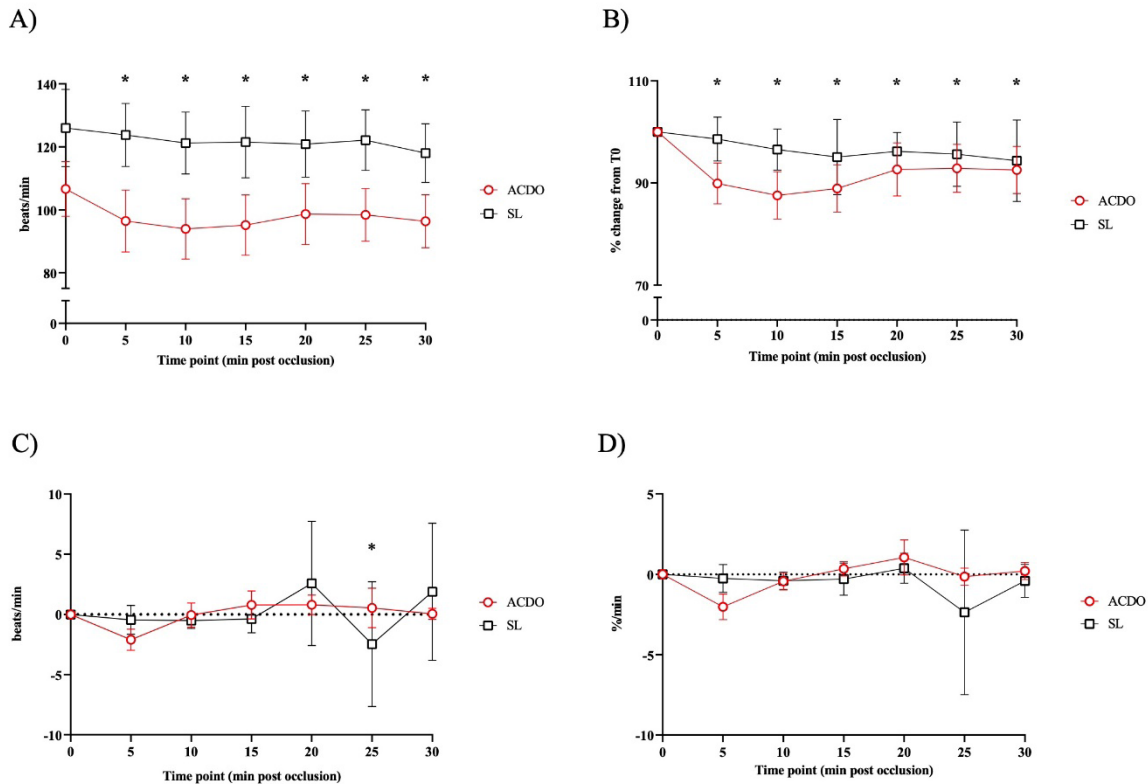 A)
* * * * * *
140
120
100
80
0
beats/min
0 5 10 15 20 25 30
Time point (min post occlusion)
ACDO
SL
B)
* * * * * *
110
90
70
0
% change from T0
0 5 10 15 20 25 30
Time point (min post occlusion)
ACDO
SL
C)
10
5
0
-5
-10
beats/min
*
0 5 10 15 20 25 30
Time point (min post occlusion)
ACDO
SL
D)
5
0
-5
-10
%/min
0 5 10 15 20 25 30
Time point (min post occlusion)
ACDO
SL